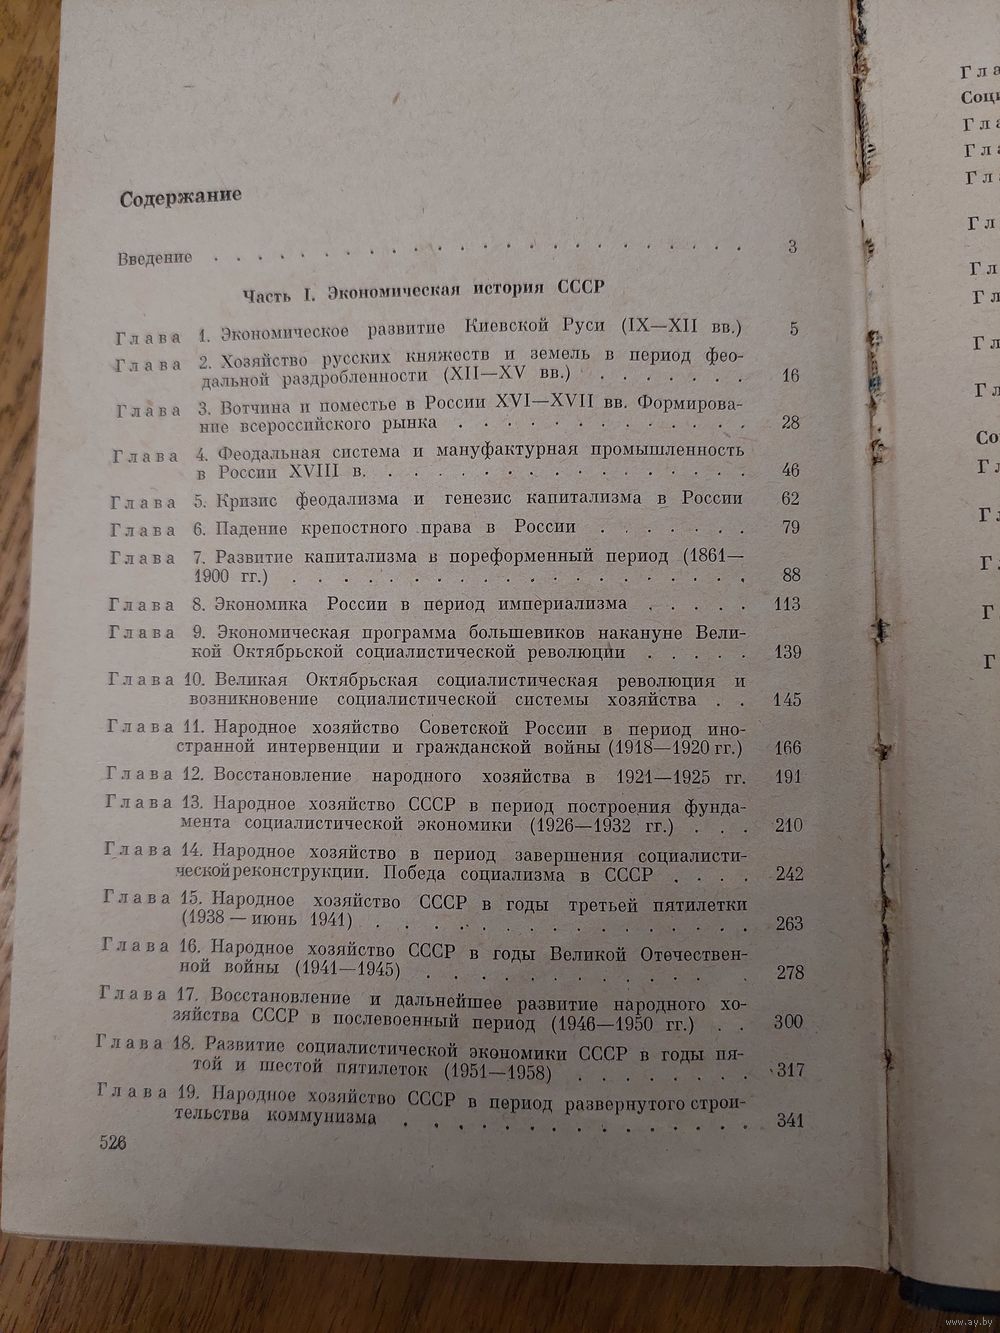 Содержание
Введение . . . . . . . . . . . . . . . . . . . 3
Часть I. Экономическая история СССР
Глава 1. Экономическое развитие Киевской Руси (IX—XII вв.) 5
Глава 2. Хозяйство русских княжеств и земель в период фео-
дальной раздробленности (XII—XV вв.) . . . . . . . 16
Глава 3. Вотчина и поместье в России XVI—XVII вв. Формирова-
ние всероссийского рынка . . . . . . . . . . . . 28
Глава 4. Феодальная система и мануфактурная промышленность
в России XVIII в. . . . . . . . . . . . . . . 46
Глава 5. Кризис феодализма и генезис капитализма в России 62
Глава 6. Падение крепостного права в России . . . . . . 79
Глава 7. Развитие капитализма в пореформенный период (1861—
1900 гг.) . . . . . . . . . . . . . . . . . . 88
Глава 8. Экономика России в период империализма . . . . . 113
Глава 9. Экономическая программа большевиков накануне Вели-
кой Октябрьской социалистической революции . . . . . 139
Глава 10. Великая Октябрьская социалистическая революция и
возникновение социалистической системы хозяйства . . 145
Глава 11. Народное хозяйство Советской России в период ино-
странной интервенции и гражданской войны (1918—1920 гг.) 166
Глава 12. Восстановление народного хозяйства в 1921—1925 гг. 191
Глава 13. Народное хозяйство СССР в период построения фунда-
мента социалистической экономики (1926—1932 гг.) . . . 210
Глава 14. Народное хозяйство в период завершения социалисти-
ческой реконструкции. Победа социализма в СССР . . . . 242
Глава 15. Народное хозяйство СССР в годы третьей пятилетки
(1938 — июнь 1941) . . . . . . . . . . . . . . 263
Глава 16. Народное хозяйство СССР в годы Великой Отечествен-
ной войны (1941—1945) . . . . . . . . . . . . 278
Глава 17. Восстановление и дальнейшее развитие народного хо-
зяйства СССР в послевоенный период (1946—1950 гг.) . . 300
Глава 18. Развитие социалистической экономики СССР в годы пя-
той и шестой пятилеток (1951—1958) . . . . . . . 317
Глава 19. Народное хозяйство СССР в период развернутого строи-
тельства коммунизма . . . . . . . . . . . . . 341
526
www.ay.by